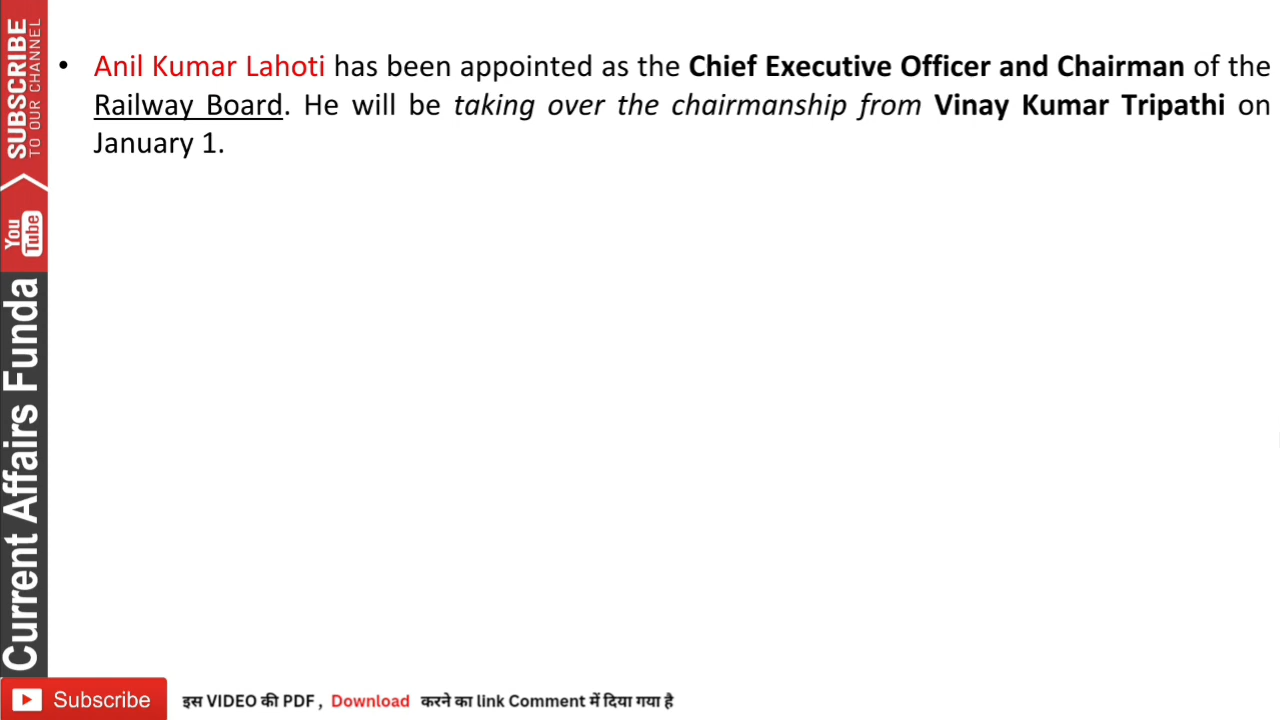 • Anil Kumar Lahoti has been appointed as the Chief Executive Officer and Chairman of the
Railway Board. He will be taking over the chairmanship from Vinay Kumar Tripathi on
January 1.
SUBSCRIBE
TO OUR CHANNEL
You
Tube
Current Affairs Funda
Subscribe
इस VIDEO की PDF , Download करने का link Comment में दिया गया है